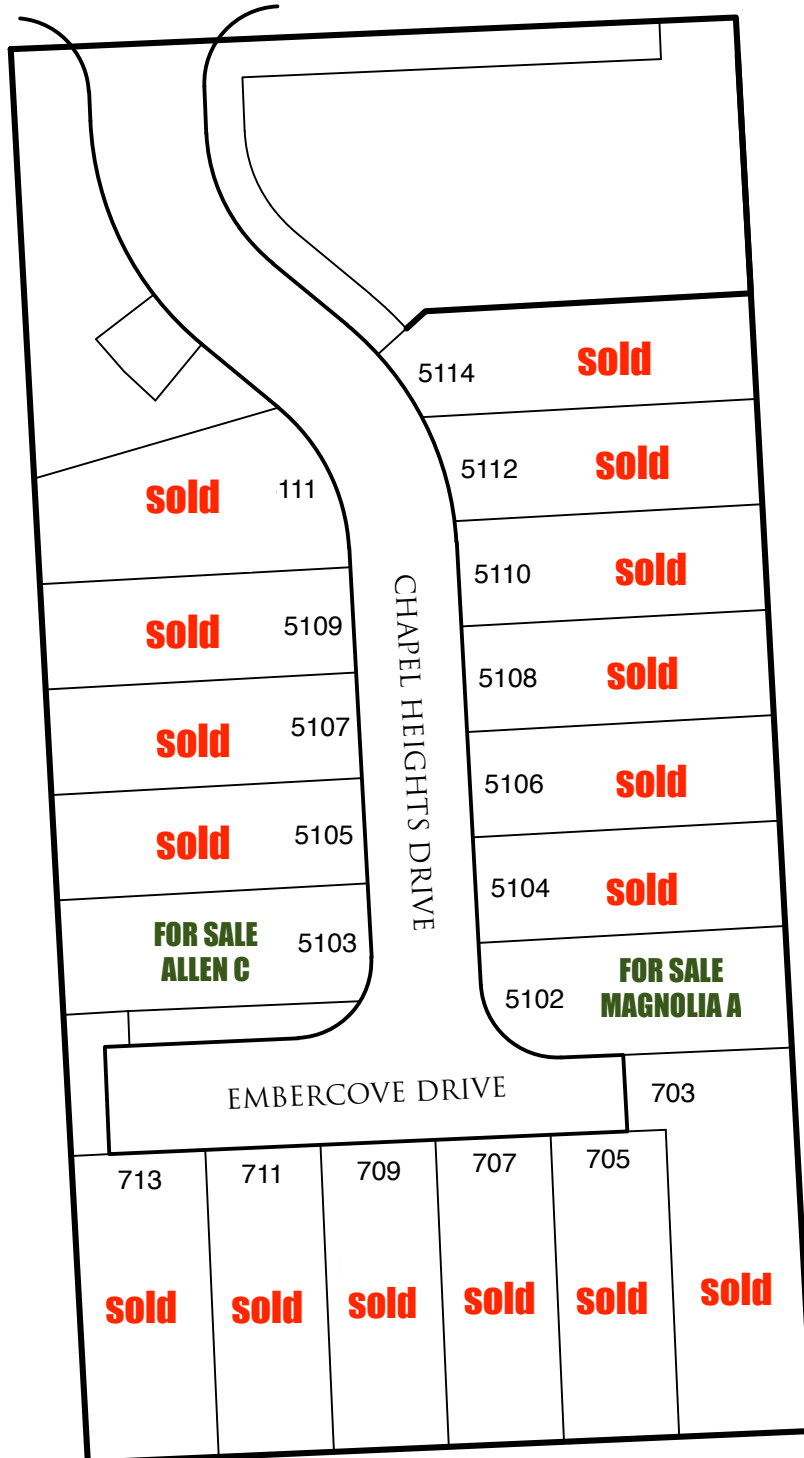 5114 sold
5112 sold
sold 111
5110 sold
sold 5109
5108 sold
sold 5107
5106 sold
sold 5105
5104 sold
CHAPEL HEIGHTS DRIVE
FOR SALE
ALLEN C
5103
5102
FOR SALE
MAGNOLIA A
EMBERCOVE DRIVE
703
713 711 709 707 705
sold sold sold sold sold sold